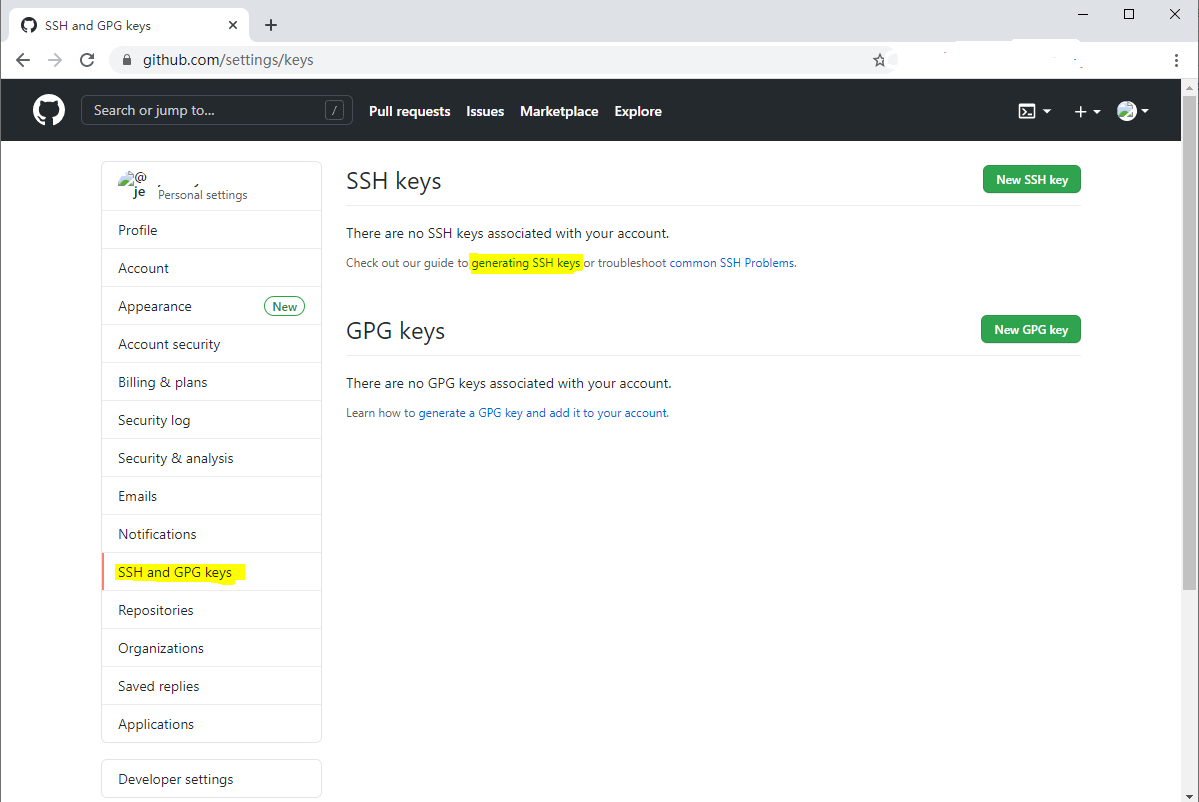 SSH and GPG keys
github.com/settings/keys
Search or jump to... / Pull requests Issues Marketplace Explore
@
je
Personal settings
Profile
Account
Appearance New
Account security
Billing & plans
Security log
Security & analysis
Emails
Notifications
SSH and GPG keys
Repositories
Organizations
Saved replies
Applications
Developer settings
SSH keys New SSH key
There are no SSH keys associated with your account.
Check out our guide to generating SSH keys or troubleshoot common SSH Problems.
GPG keys New GPG key
There are no GPG keys associated with your account.
Learn how to generate a GPG key and add it to your account.